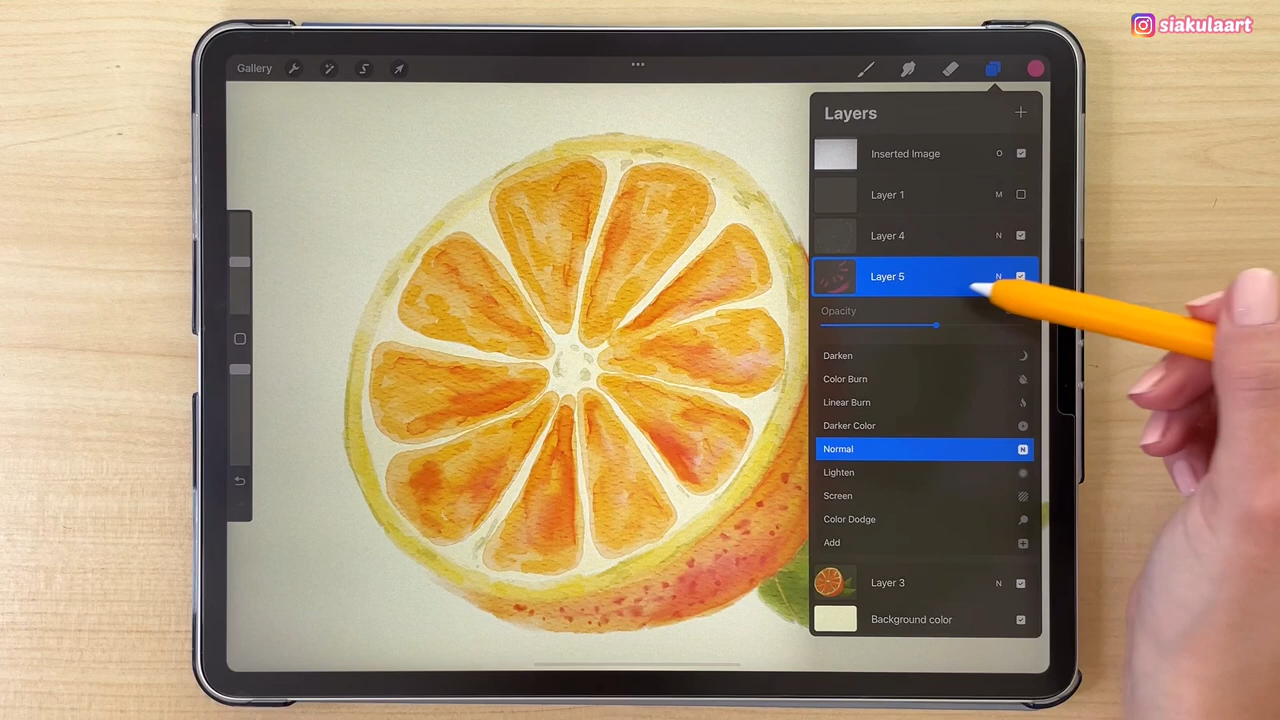 siakulaart
Gallery
Layers
Inserted Image O
Layer 1 M
Layer 4 N
Layer 5 N
Opacity
Darken
Color Burn
Linear Burn
Darker Color
Normal N
Lighten
Screen
Color Dodge
Add
Layer 3 N
Background color